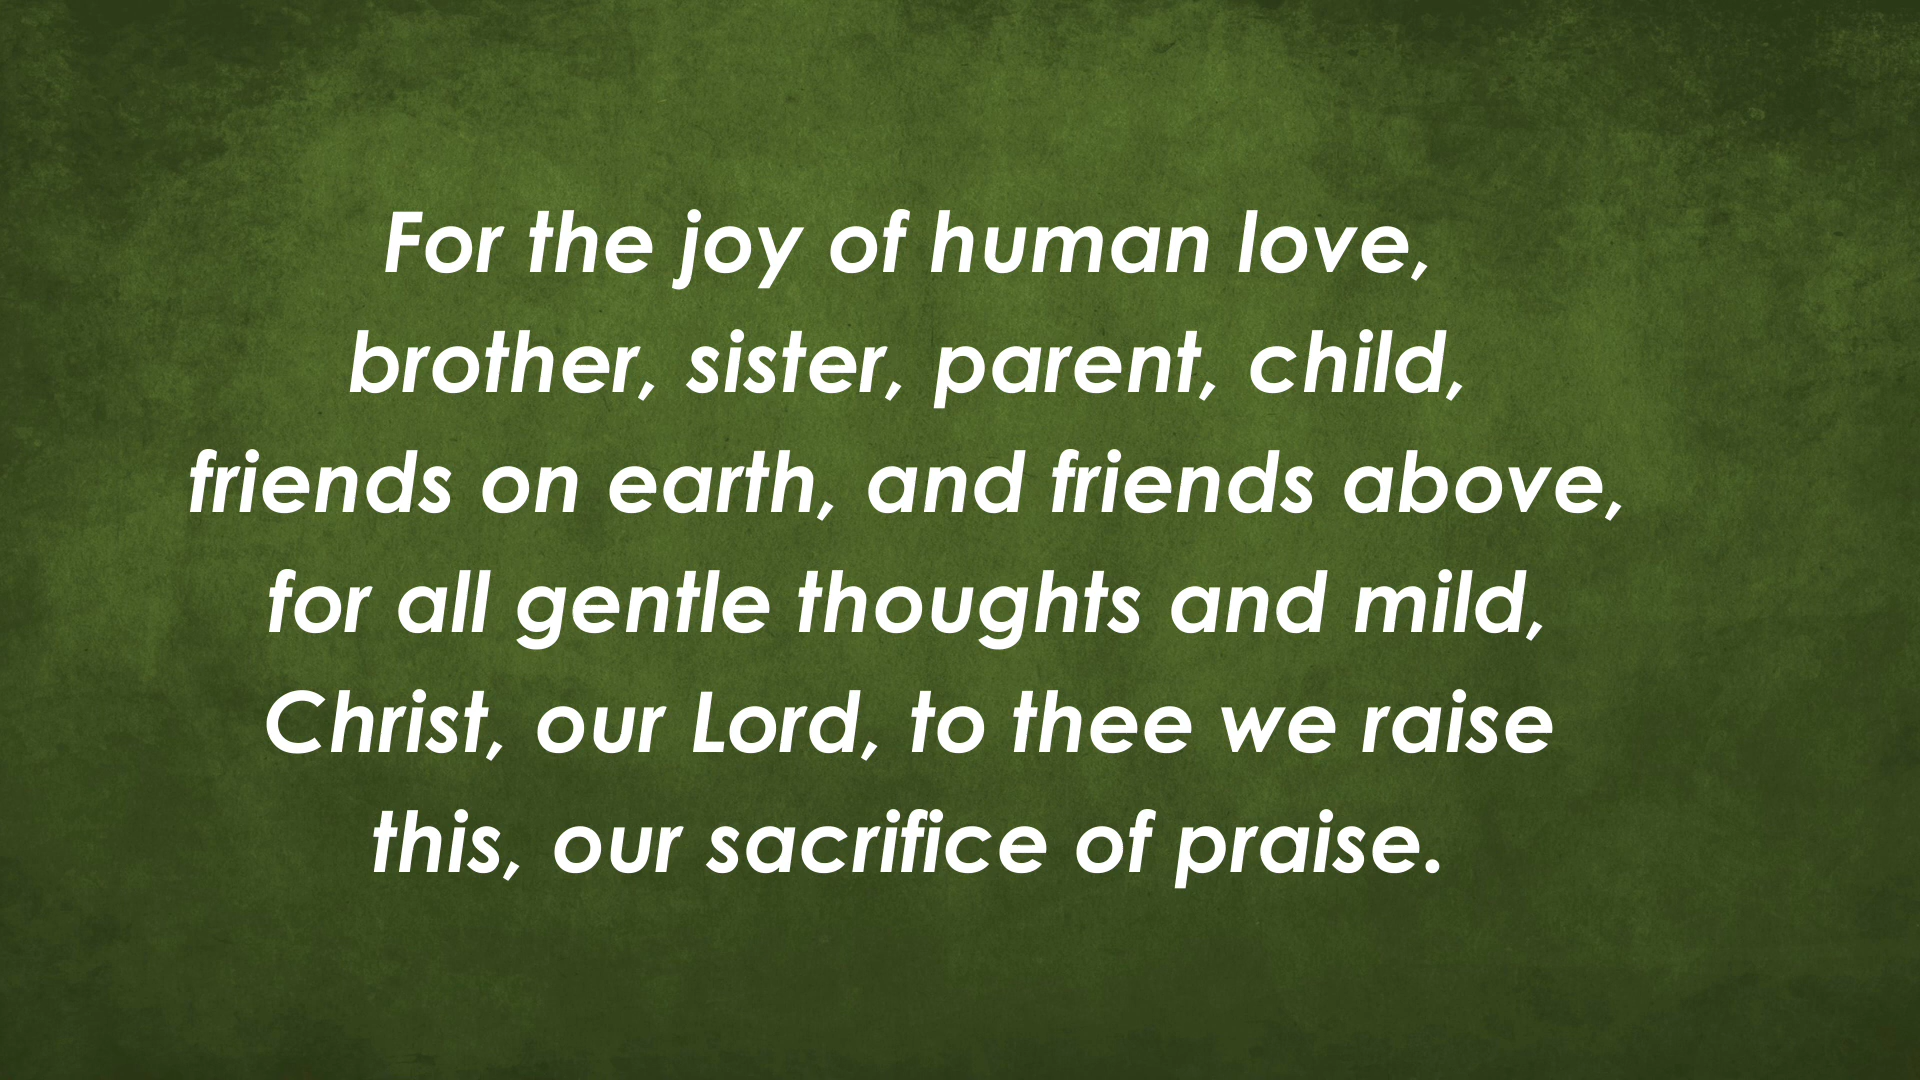 For the joy of human love,
brother, sister, parent, child,
friends on earth, and friends above,
for all gentle thoughts and mild,
Christ, our Lord, to thee we raise
this, our sacrifice of praise.